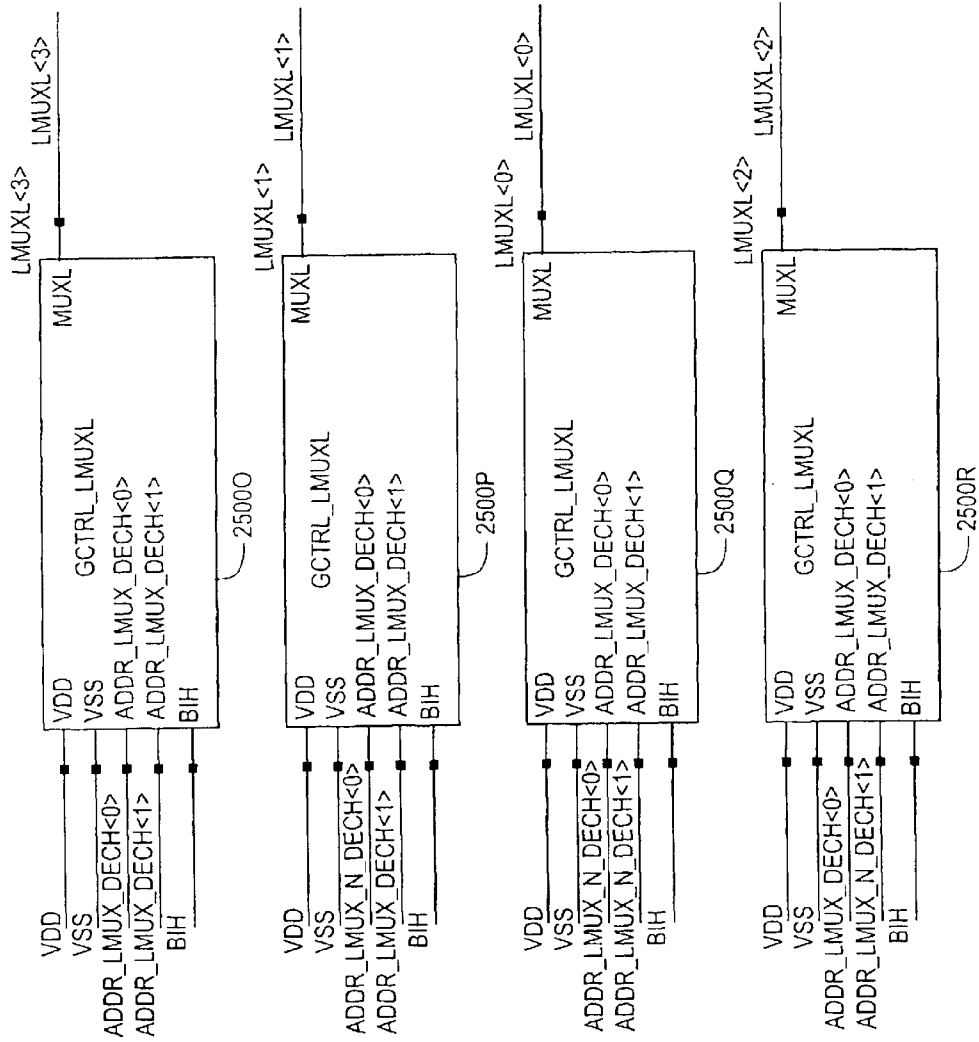 VDD
VSS
ADDR_LMUX_DECH<0>
ADDR_LMUX_DECH<1>
BIH
VDD
VSS
ADDR_LMUX_DECH<0>
ADDR_LMUX_DECH<1>
BIH
GCTRL_LMUXL
MUXL
LMUXL<3>
LMUXL<3>
2500O
VDD
VSS
ADDR_LMUX_N_DECH<0>
ADDR_LMUX_DECH<1>
BIH
VDD
VSS
ADDR_LMUX_DECH<0>
ADDR_LMUX_DECH<1>
BIH
GCTRL_LMUXL
MUXL
LMUXL<1>
LMUXL<1>
2500P
VDD
VSS
ADDR_LMUX_N_DECH<0>
ADDR_LMUX_N_DECH<1>
BIH
VDD
VSS
ADDR_LMUX_DECH<0>
ADDR_LMUX_DECH<1>
BIH
GCTRL_LMUXL
MUXL
LMUXL<0>
LMUXL<0>
2500Q
VDD
VSS
ADDR_LMUX_DECH<0>
ADDR_LMUX_N_DECH<1>
BIH
VDD
VSS
ADDR_LMUX_DECH<0>
ADDR_LMUX_DECH<1>
BIH
GCTRL_LMUXL
MUXL
LMUXL<2>
LMUXL<2>
2500R